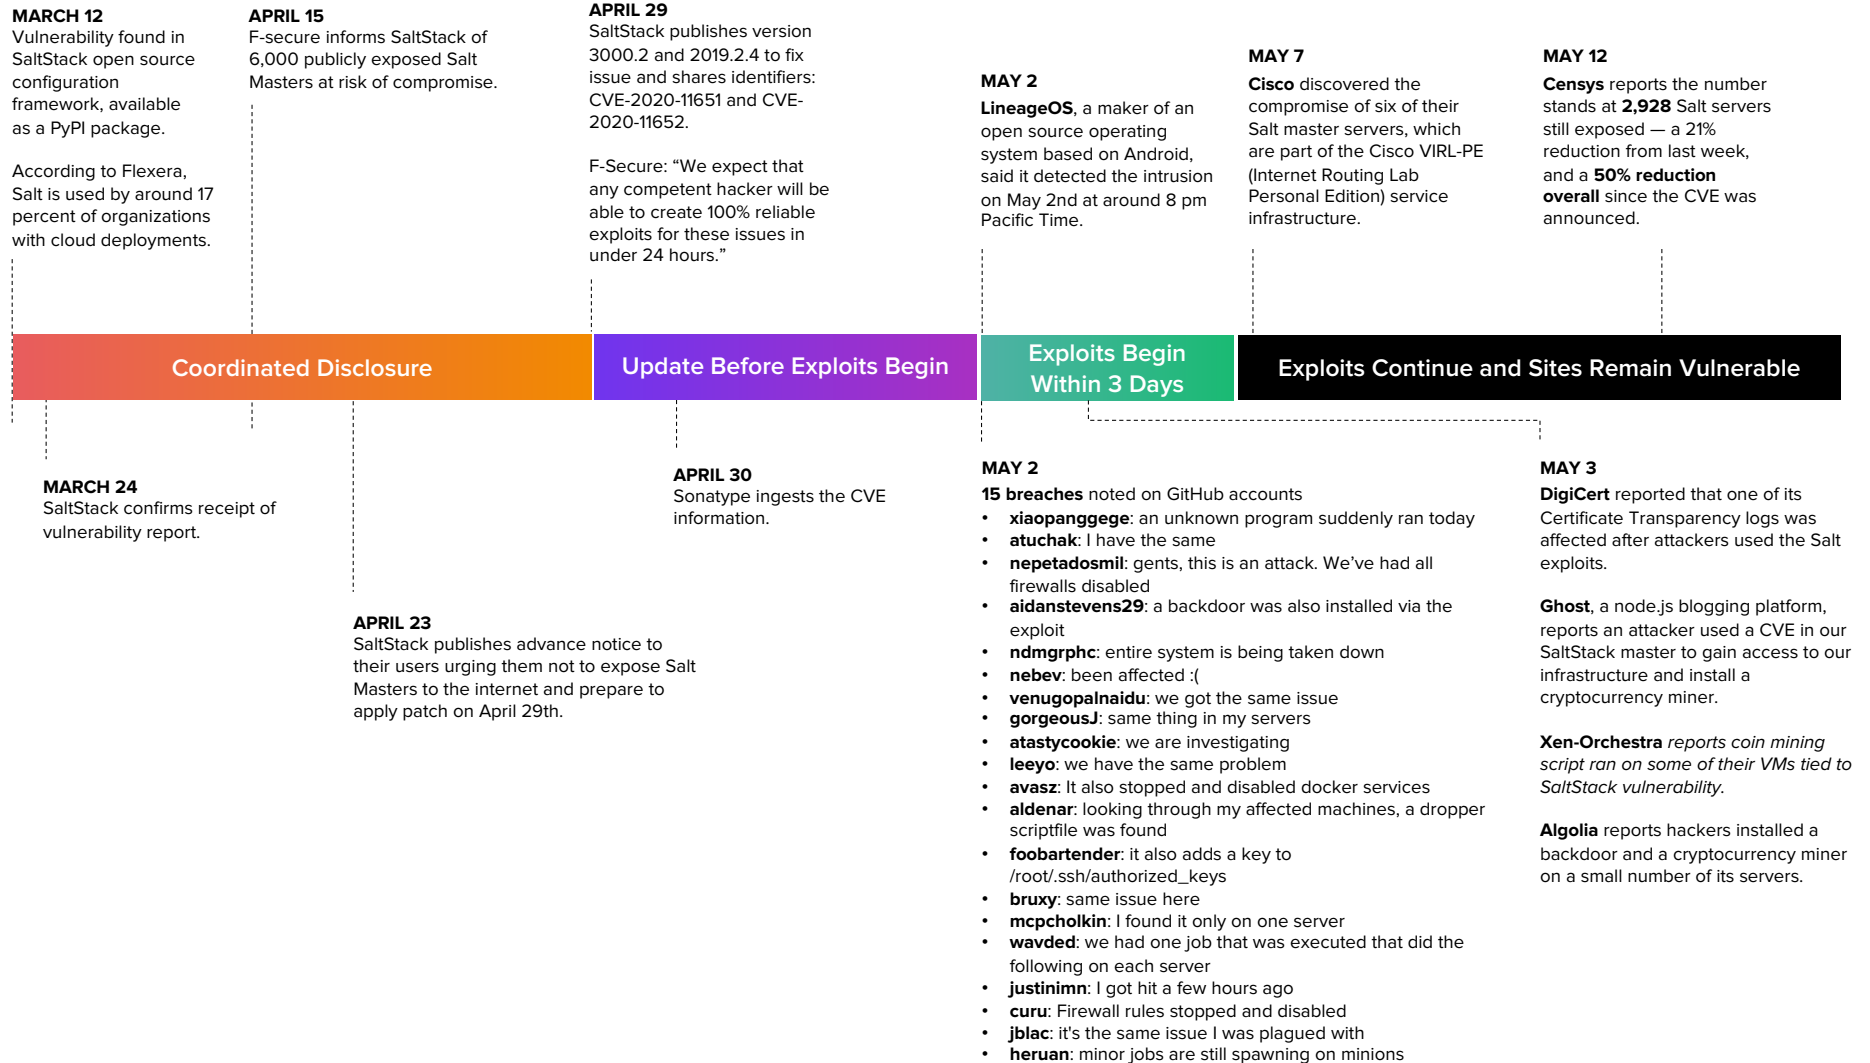 MARCH 12
Vulnerability found in
SaltStack open source
configuration
framework, available
as a PyPI package.
According to Flexera,
Salt is used by around 17
percent of organizations
with cloud deployments.
APRIL 15
F-secure informs SaltStack of
6,000 publicly exposed Salt
Masters at risk of compromise.
APRIL 29
SaltStack publishes version
3000.2 and 2019.2.4 to fix
issue and shares identifiers:
CVE-2020-11651 and CVE-
2020-11652.
F-Secure: “We expect that
any competent hacker will be
able to create 100% reliable
exploits for these issues in
under 24 hours.”
MAY 2
LineageOS, a maker of an
open source operating
system based on Android,
said it detected the intrusion
on May 2nd at around 8 pm
Pacific Time.
MAY 7
Cisco discovered the
compromise of six of their
Salt master servers, which
are part of the Cisco VIRL-PE
(Internet Routing Lab
Personal Edition) service
infrastructure.
MAY 12
Censys reports the number
stands at 2,928 Salt servers
still exposed — a 21%
reduction from last week,
and a 50% reduction
overall since the CVE was
announced.
Coordinated Disclosure
Update Before Exploits Begin
Exploits Begin
Within 3 Days
Exploits Continue and Sites Remain Vulnerable
MARCH 24
SaltStack confirms receipt of
vulnerability report.
APRIL 23
SaltStack publishes advance notice to
their users urging them not to expose Salt
Masters to the internet and prepare to
apply patch on April 29th.
APRIL 30
Sonatype ingests the CVE
information.
MAY 2
15 breaches noted on GitHub accounts
• xiaopanggege: an unknown program suddenly ran today
• atuchak: I have the same
• nepetadosmil: gents, this is an attack. We’ve had all
firewalls disabled
• aidanstevens29: a backdoor was also installed via the
exploit
• ndmgrphc: entire system is being taken down
• nebev: been affected :(
• venugopalnaidu: we got the same issue
• gorgeousJ: same thing in my servers
• atastycookie: we are investigating
• leeyo: we have the same problem
• avasz: It also stopped and disabled docker services
• aldenar: looking through my affected machines, a dropper
scriptfile was found
• foobartender: it also adds a key to
/root/.ssh/authorized_keys
• bruxy: same issue here
• mcpcholkin: I found it only on one server
• wavded: we had one job that was executed that did the
following on each server
• justinimn: I got hit a few hours ago
• curu: Firewall rules stopped and disabled
• jblac: it's the same issue I was plagued with
• heruan: minor jobs are still spawning on minions
MAY 3
DigiCert reported that one of its
Certificate Transparency logs was
affected after attackers used the Salt
exploits.
Ghost, a node.js blogging platform,
reports an attacker used a CVE in our
SaltStack master to gain access to our
infrastructure and install a
cryptocurrency miner.
Xen-Orchestra reports coin mining
script ran on some of their VMs tied to
SaltStack vulnerability.
Algolia reports hackers installed a
backdoor and a cryptocurrency miner
on a small number of its servers.